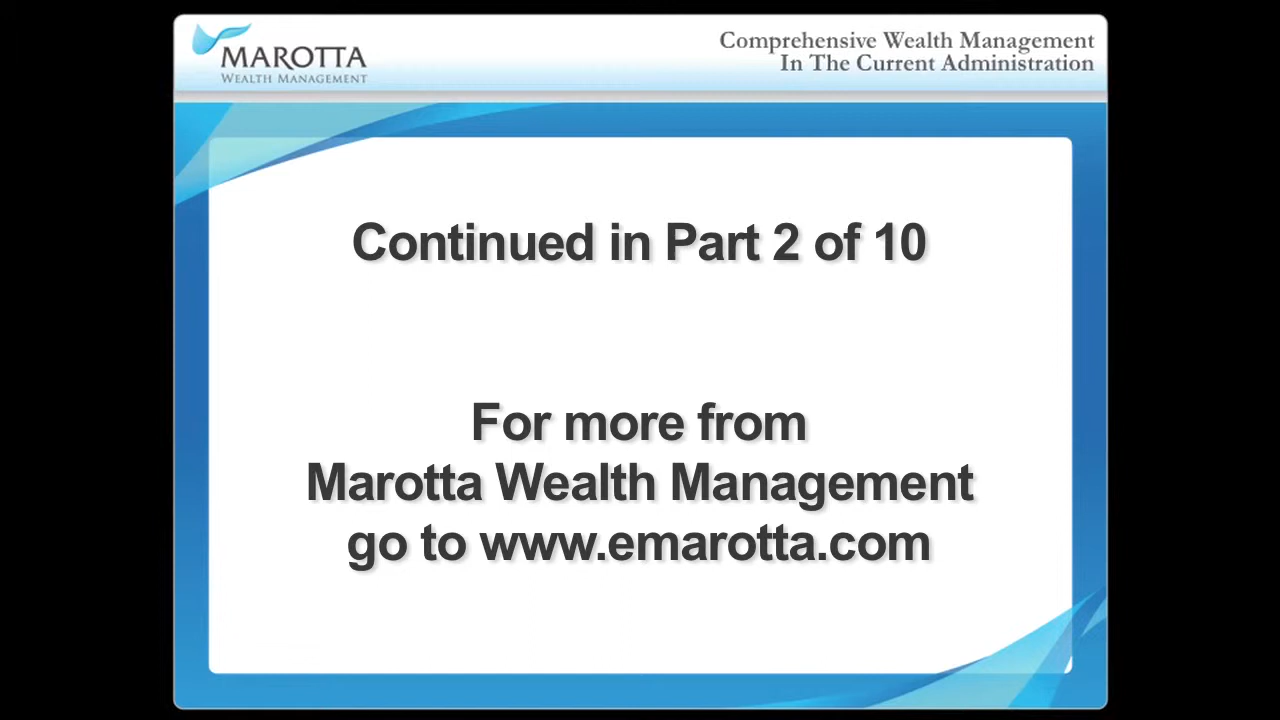 MAROTTA
WEALTH MANAGEMENT
Comprehensive Wealth Management
In The Current Administration
Continued in Part 2 of 10
For more from
Marotta Wealth Management
go to www.emarotta.com